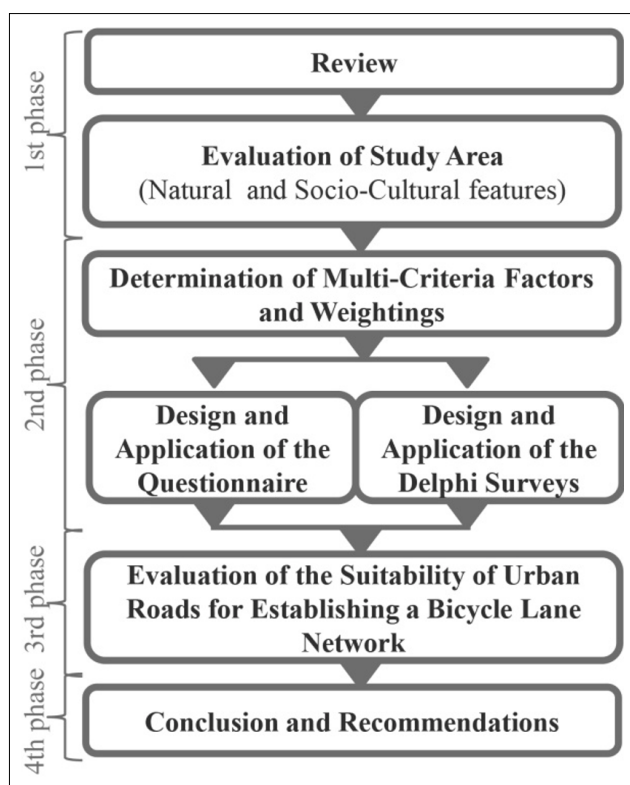 1st phase
Review
Evaluation of Study Area
(Natural and Socio-Cultural features)
2nd phase
Determination of Multi-Criteria Factors
and Weightings
Design and
Application of the
Questionnaire
Design and
Application of the
Delphi Surveys
3rd phase
Evaluation of the Suitability of Urban
Roads for Establishing a Bicycle Lane
Network
4th phase
Conclusion and Recommendations